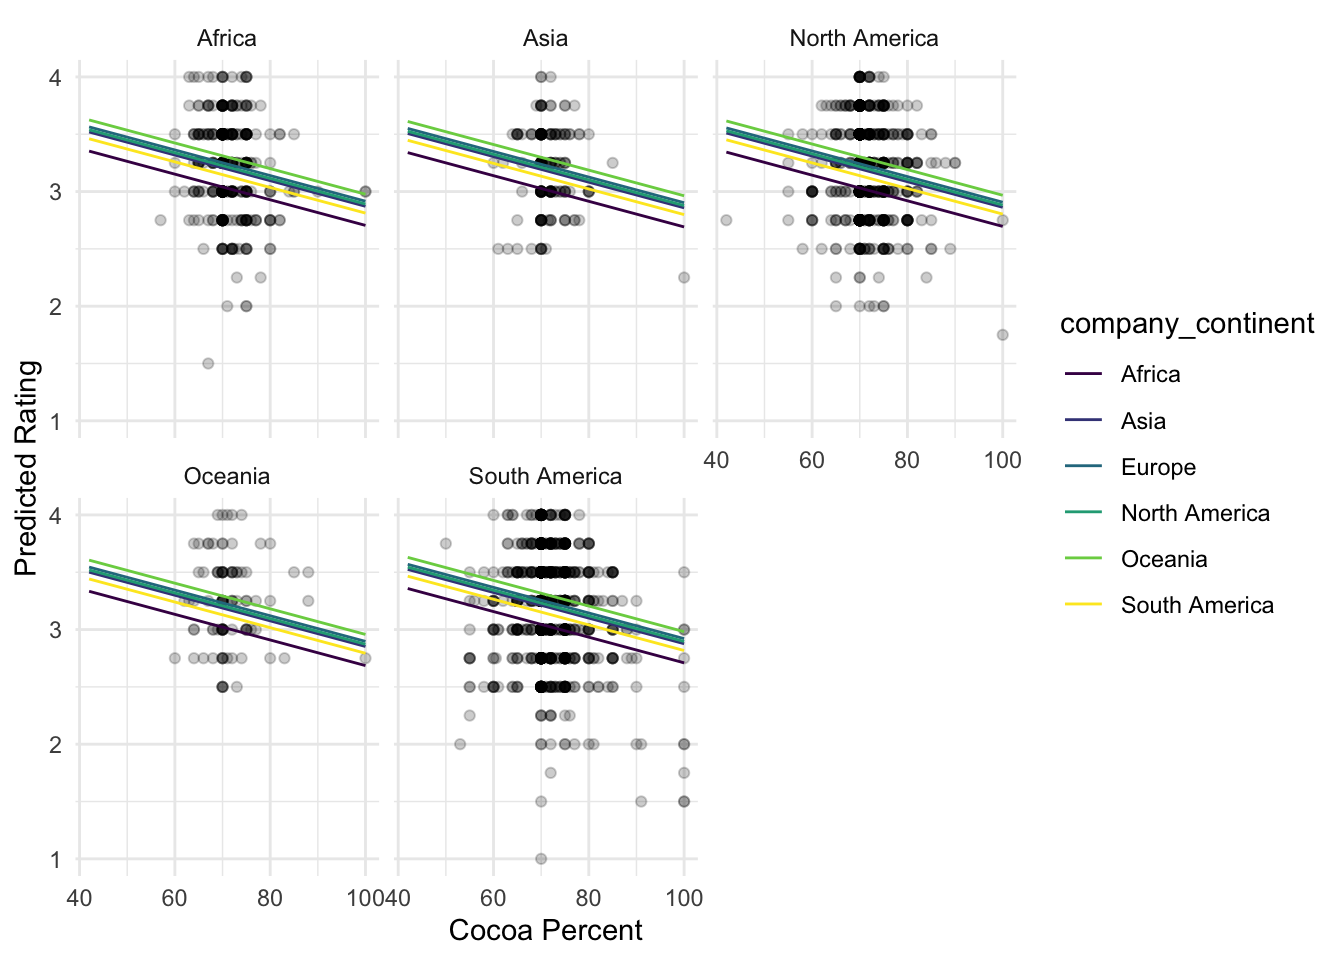 Africa
Asia
North America
4
3
2
1
40
60
80
100
Oceania
South America
4
3
2
1
40
60
80
100
40
60
80
100
Cocoa Percent
Predicted Rating
company_continent
Africa
Asia
Europe
North America
Oceania
South America